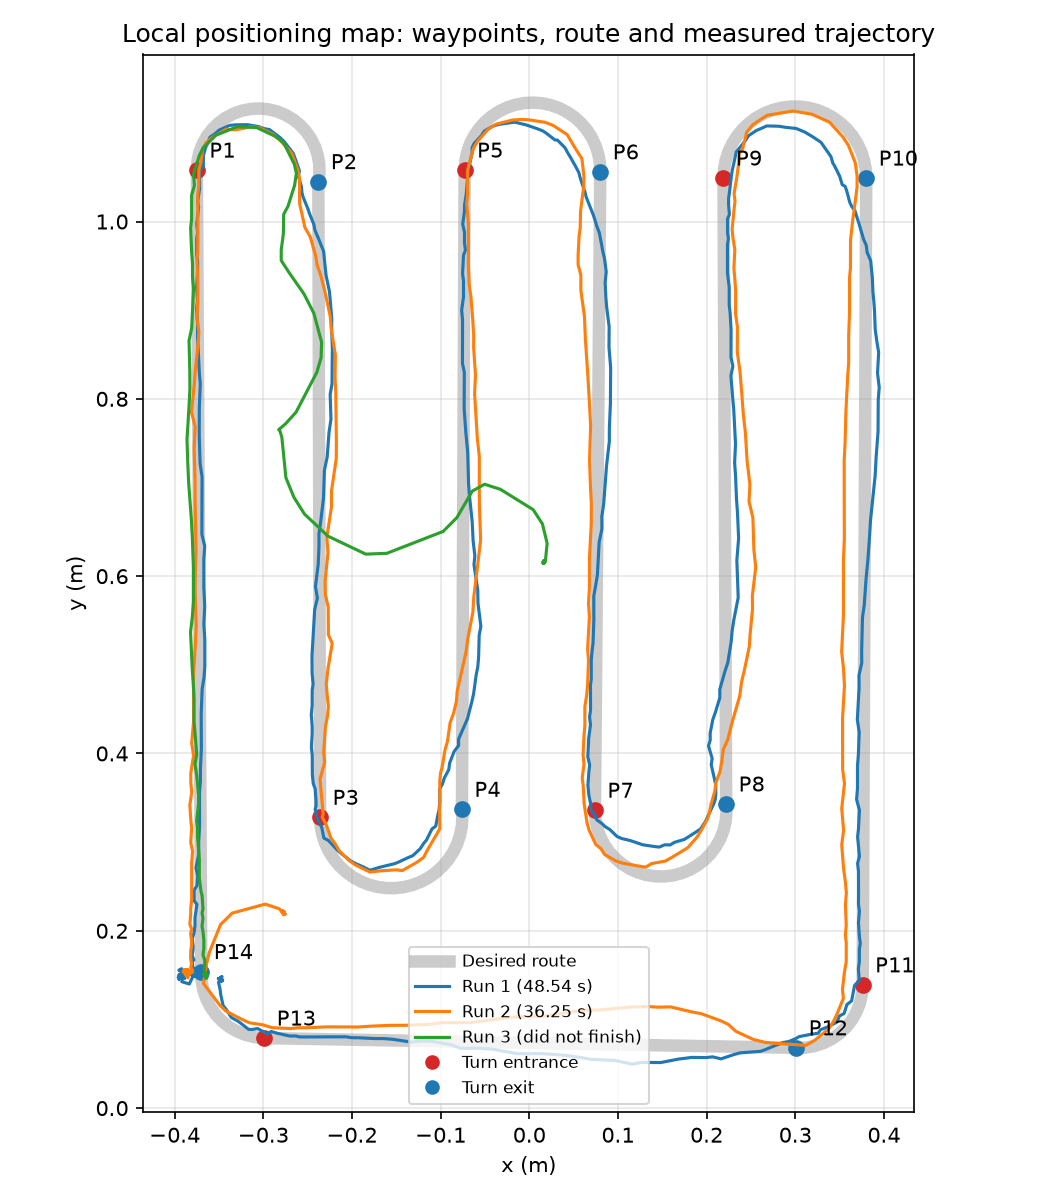 Local positioning map: waypoints, route and measured trajectory
P1
P2
P5
P6
P9
P10
P3
P4
P7
P8
P14
P11
P13
P12
Desired route
Run 1 (48.54 s)
Run 2 (36.25 s)
Run 3 (did not finish)
Turn entrance
Turn exit
1.0
0.8
0.6
0.4
0.2
0.0
y (m)
−0.4
−0.3
−0.2
−0.1
0.0
0.1
0.2
0.3
0.4
x (m)